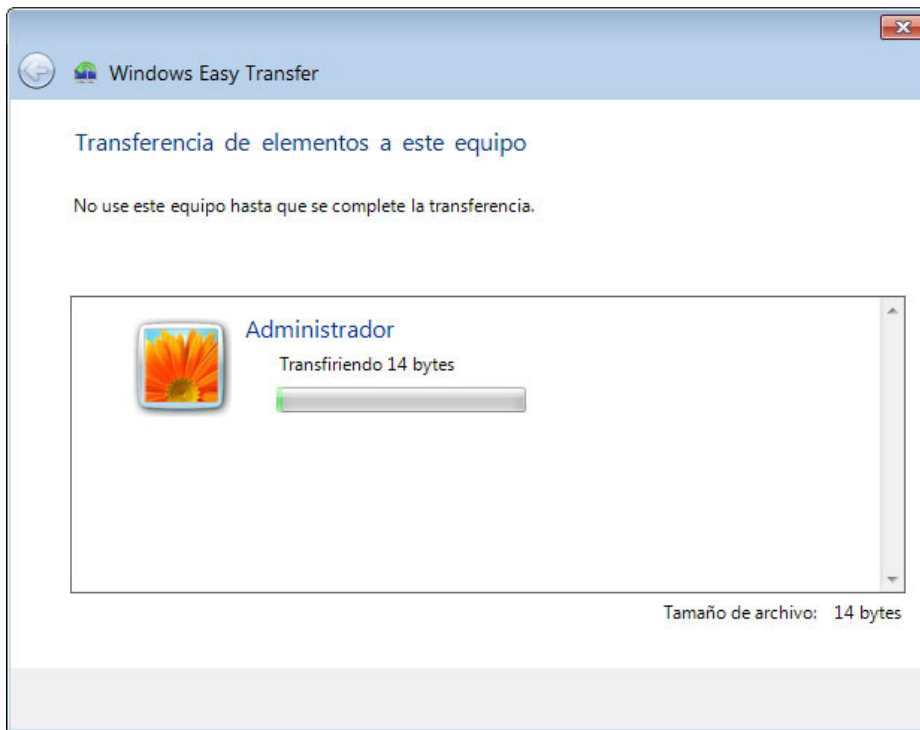 Windows Easy Transfer
Transferencia de elementos a este equipo
No use este equipo hasta que se complete la transferencia.
Administrador
Transfiriendo 14 bytes
Tamaño de archivo: 14 bytes